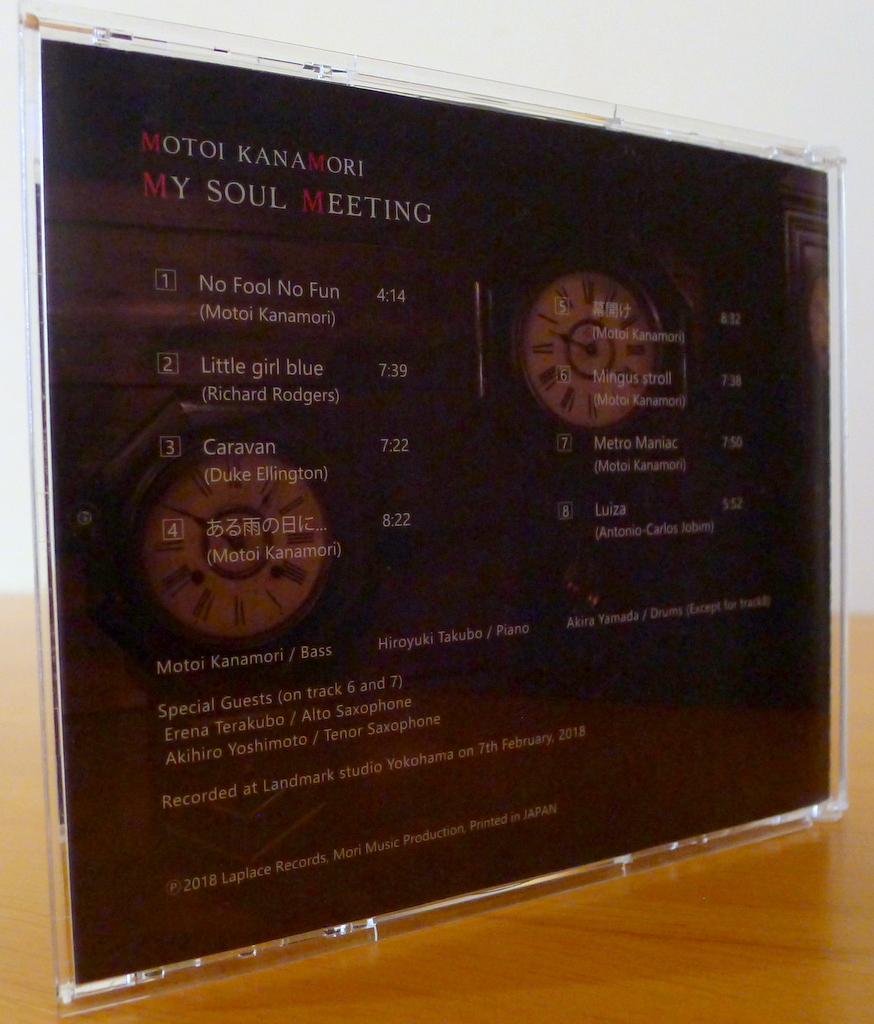 MOTOI KANAMORI
MY SOUL MEETING
1 No Fool No Fun 4:14
(Motoi Kanamori)
2 Little girl blue 7:39
(Richard Rodgers)
3 Caravan 7:22
(Duke Ellington)
4 ある雨の日に... 8:22
(Motoi Kanamori)
5 幕開け 8:32
(Motoi Kanamori)
6 Mingus stroll 7:38
(Motoi Kanamori)
7 Metro Maniac 7:50
(Motoi Kanamori)
8 Luiza 5:52
(Antonio-Carlos Jobim)
Motoi Kanamori / Bass Hiroyuki Takubo / Piano Akira Yamada / Drums (Except for track8)
Special Guests (on track 6 and 7)
Erena Terakubo / Alto Saxophone
Akihiro Yoshimoto / Tenor Saxophone
Recorded at Landmark studio Yokohama on 7th February, 2018
Ⓟ2018 Laplace Records, Mori Music Production, Printed in JAPAN